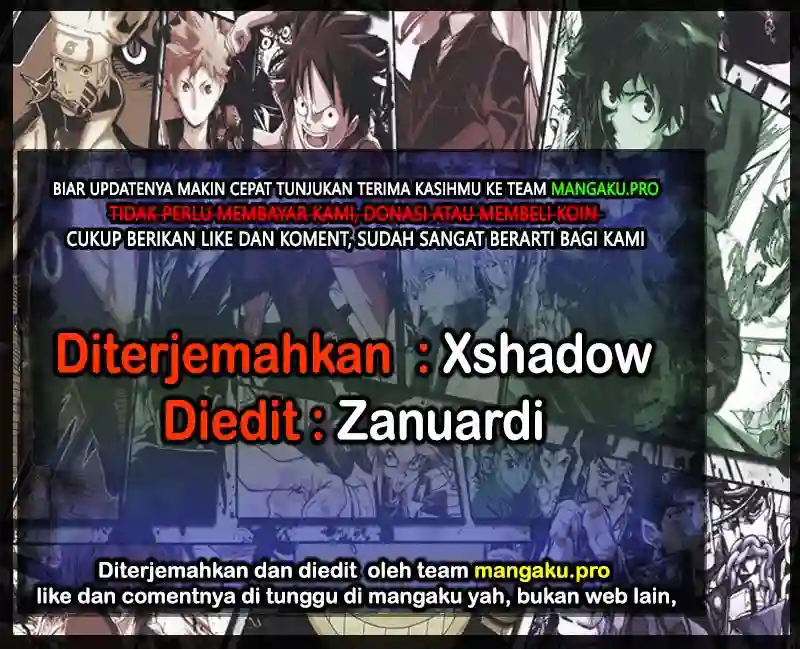 BIAR UPDATENYA MAKIN CEPAT TUNJUKAN TERIMA KASIHMU KE TEAM MANGAKU.PRO
TIDAK PERLU MEMBAYAR KAMI, DONASI ATAU MEMBELI KOIN
CUKUP BERIKAN LIKE DAN KOMENT, SUDAH SANGAT BERARTI BAGI KAMI
Diterjemahkan : Xshadow
Diedit : Zanuardi
Diterjemahkan dan diedit oleh team mangaku.pro
like dan comentnya di tunggu di mangaku yah, bukan web lain,